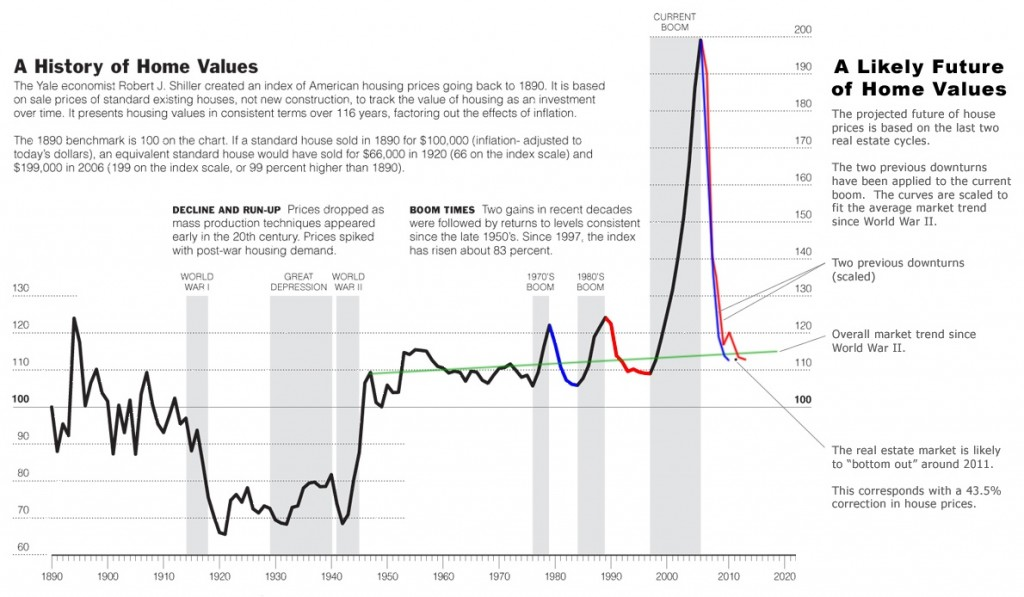 A History of Home Values
The Yale economist Robert J. Shiller created an index of American housing prices going back to 1890. It is based
on sale prices of standard existing houses, not new construction, to track the value of housing as an investment
over time. It presents housing values in consistent terms over 116 years, factoring out the effects of inflation.
The 1890 benchmark is 100 on the chart. If a standard house sold in 1890 for $100,000 (inflation- adjusted to
today's dollars), an equivalent standard house would have sold for $66,000 in 1920 (66 on the index scale) and
$199,000 in 2006 (199 on the index scale, or 99 percent higher than 1890).
DECLINE AND RUN-UP Prices dropped as
mass production techniques appeared
early in the 20th century. Prices spiked
with post-war housing demand.
BOOM TIMES Two gains in recent decades
were followed by returns to levels consistent
since the late 1950's. Since 1997, the index
has risen about 83 percent.
WORLD
WAR I
GREAT
DEPRESSION
WORLD
WAR II
1970'S
BOOM
1980'S
BOOM
CURRENT
BOOM
130
120
110
100
90
80
70
60
200
190
180
170
160
150
140
130
120
110
100
1890
1900
1910
1920
1930
1940
1950
1960
1970
1980
1990
2000
2010
2020
A Likely Future
of Home Values
The projected future of house
prices is based on the last two
real estate cycles.
The two previous downturns
have been applied to the current
boom. The curves are scaled to
fit the average market trend
since World War II.
Two previous downturns
(scaled)
Overall market trend since
World War II.
The real estate market is likely
to “bottom out” around 2011.
This corresponds with a 43.5%
correction in house prices.